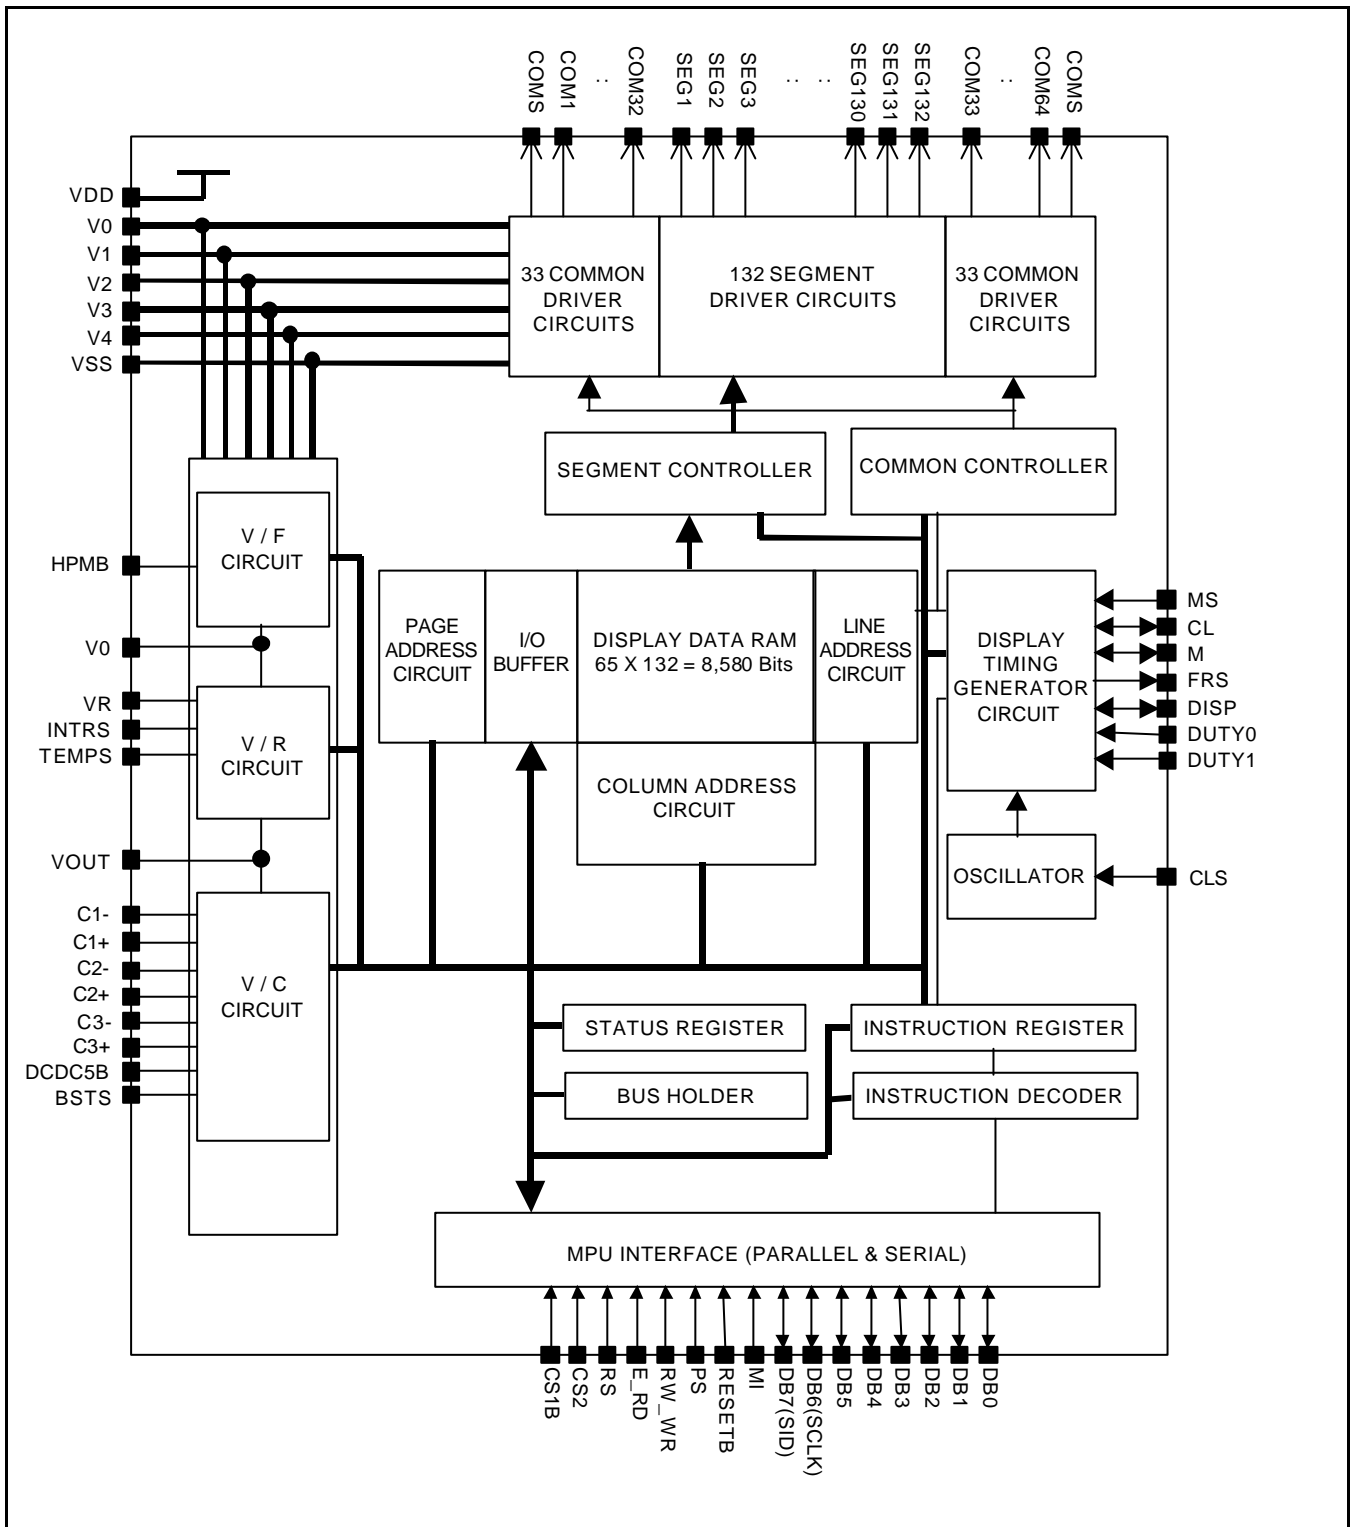 COMS
COM1
: :
COM32
SEG1
SEG2
SEG3
: :
: :
SEG130
SEG131
SEG132
COM33
: :
COM64
COMS
VDD
V0
V1
V2
V3
V4
VSS
33 COMMON
DRIVER
CIRCUITS
132 SEGMENT
DRIVER CIRCUITS
33 COMMON
DRIVER
CIRCUITS
SEGMENT CONTROLLER
COMMON CONTROLLER
V / F
CIRCUIT
HPMB
V0
VR
INTRS
TEMPS
V / R
CIRCUIT
VOUT
C1-
C1+
C2-
C2+
C3-
C3+
DCDC5B
BSTS
V / C
CIRCUIT
PAGE
ADDRESS
CIRCUIT
I/O
BUFFER
DISPLAY DATA RAM
65 X 132 = 8,580 Bits
LINE
ADDRESS
CIRCUIT
COLUMN ADDRESS
CIRCUIT
DISPLAY
TIMING
GENERATOR
CIRCUIT
MS
CL
M
FRS
DISP
DUTY0
DUTY1
OSCILLATOR
CLS
STATUS REGISTER
INSTRUCTION REGISTER
BUS HOLDER
INSTRUCTION DECODER
MPU INTERFACE (PARALLEL & SERIAL)
CS1B
CS2
RS
E_RD
RW_WR
PS
RESETB
MI
DB7(SID)
DB6(SCLK)
DB5
DB4
DB3
DB2
DB1
DB0